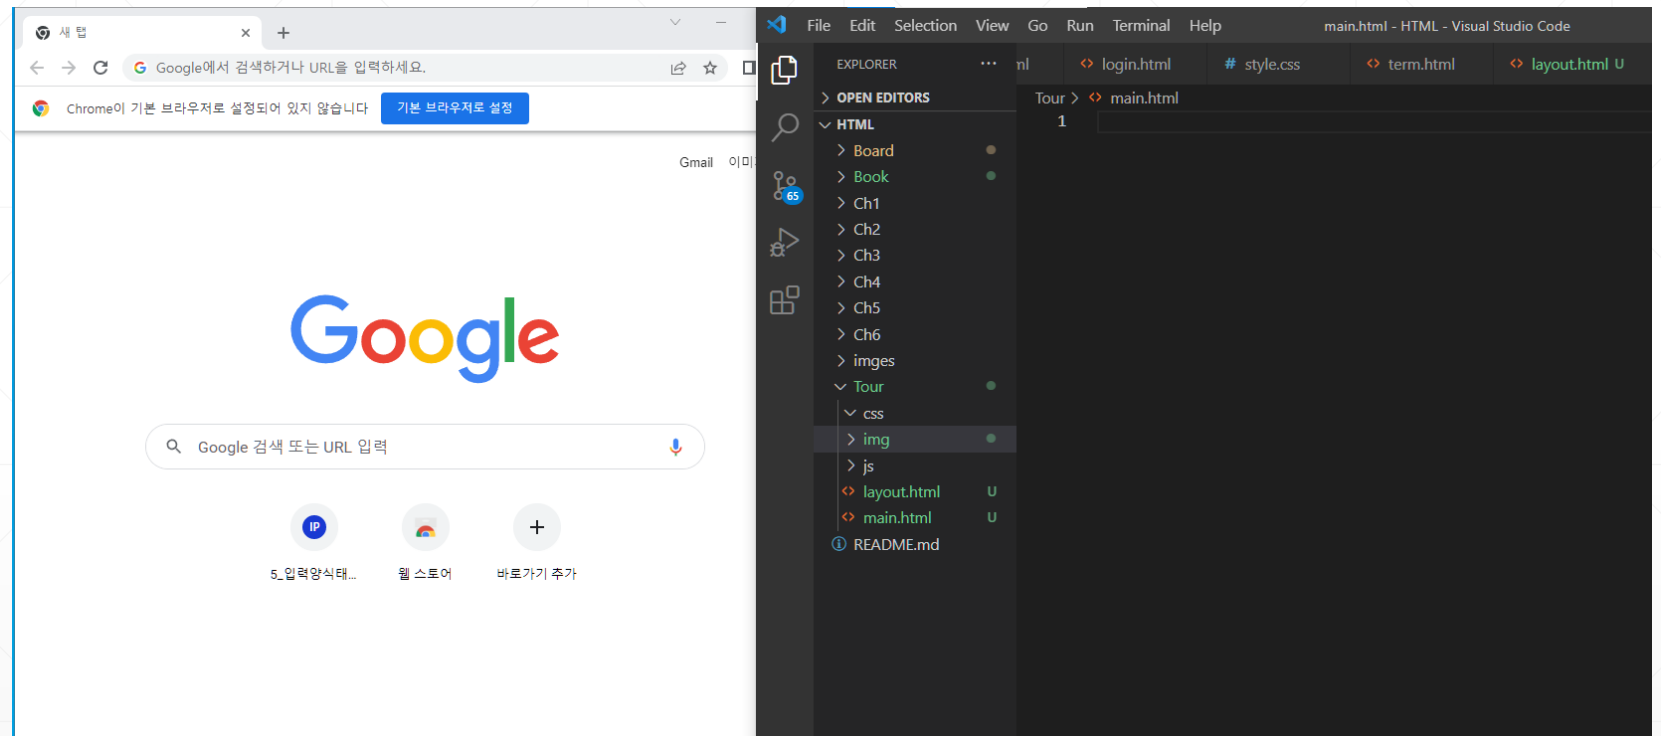 새 탭
Google에서 검색하거나 URL을 입력하세요.
Chrome이 기본 브라우저로 설정되어 있지 않습니다
기본 브라우저로 설정
Gmail
Google
Google 검색 또는 URL 입력
IP
5_입력양식태...
웹 스토어
바로가기 추가
File Edit Selection View Go Run Terminal Help
main.html - HTML - Visual Studio Code
EXPLORER
ml
login.html
# style.css
term.html
layout.html U
OPEN EDITORS
Tour > main.html
HTML
1
Board
Book
65
Ch1
Ch2
Ch3
Ch4
Ch5
Ch6
imges
Tour
css
img
js
layout.html U
main.html U
README.md